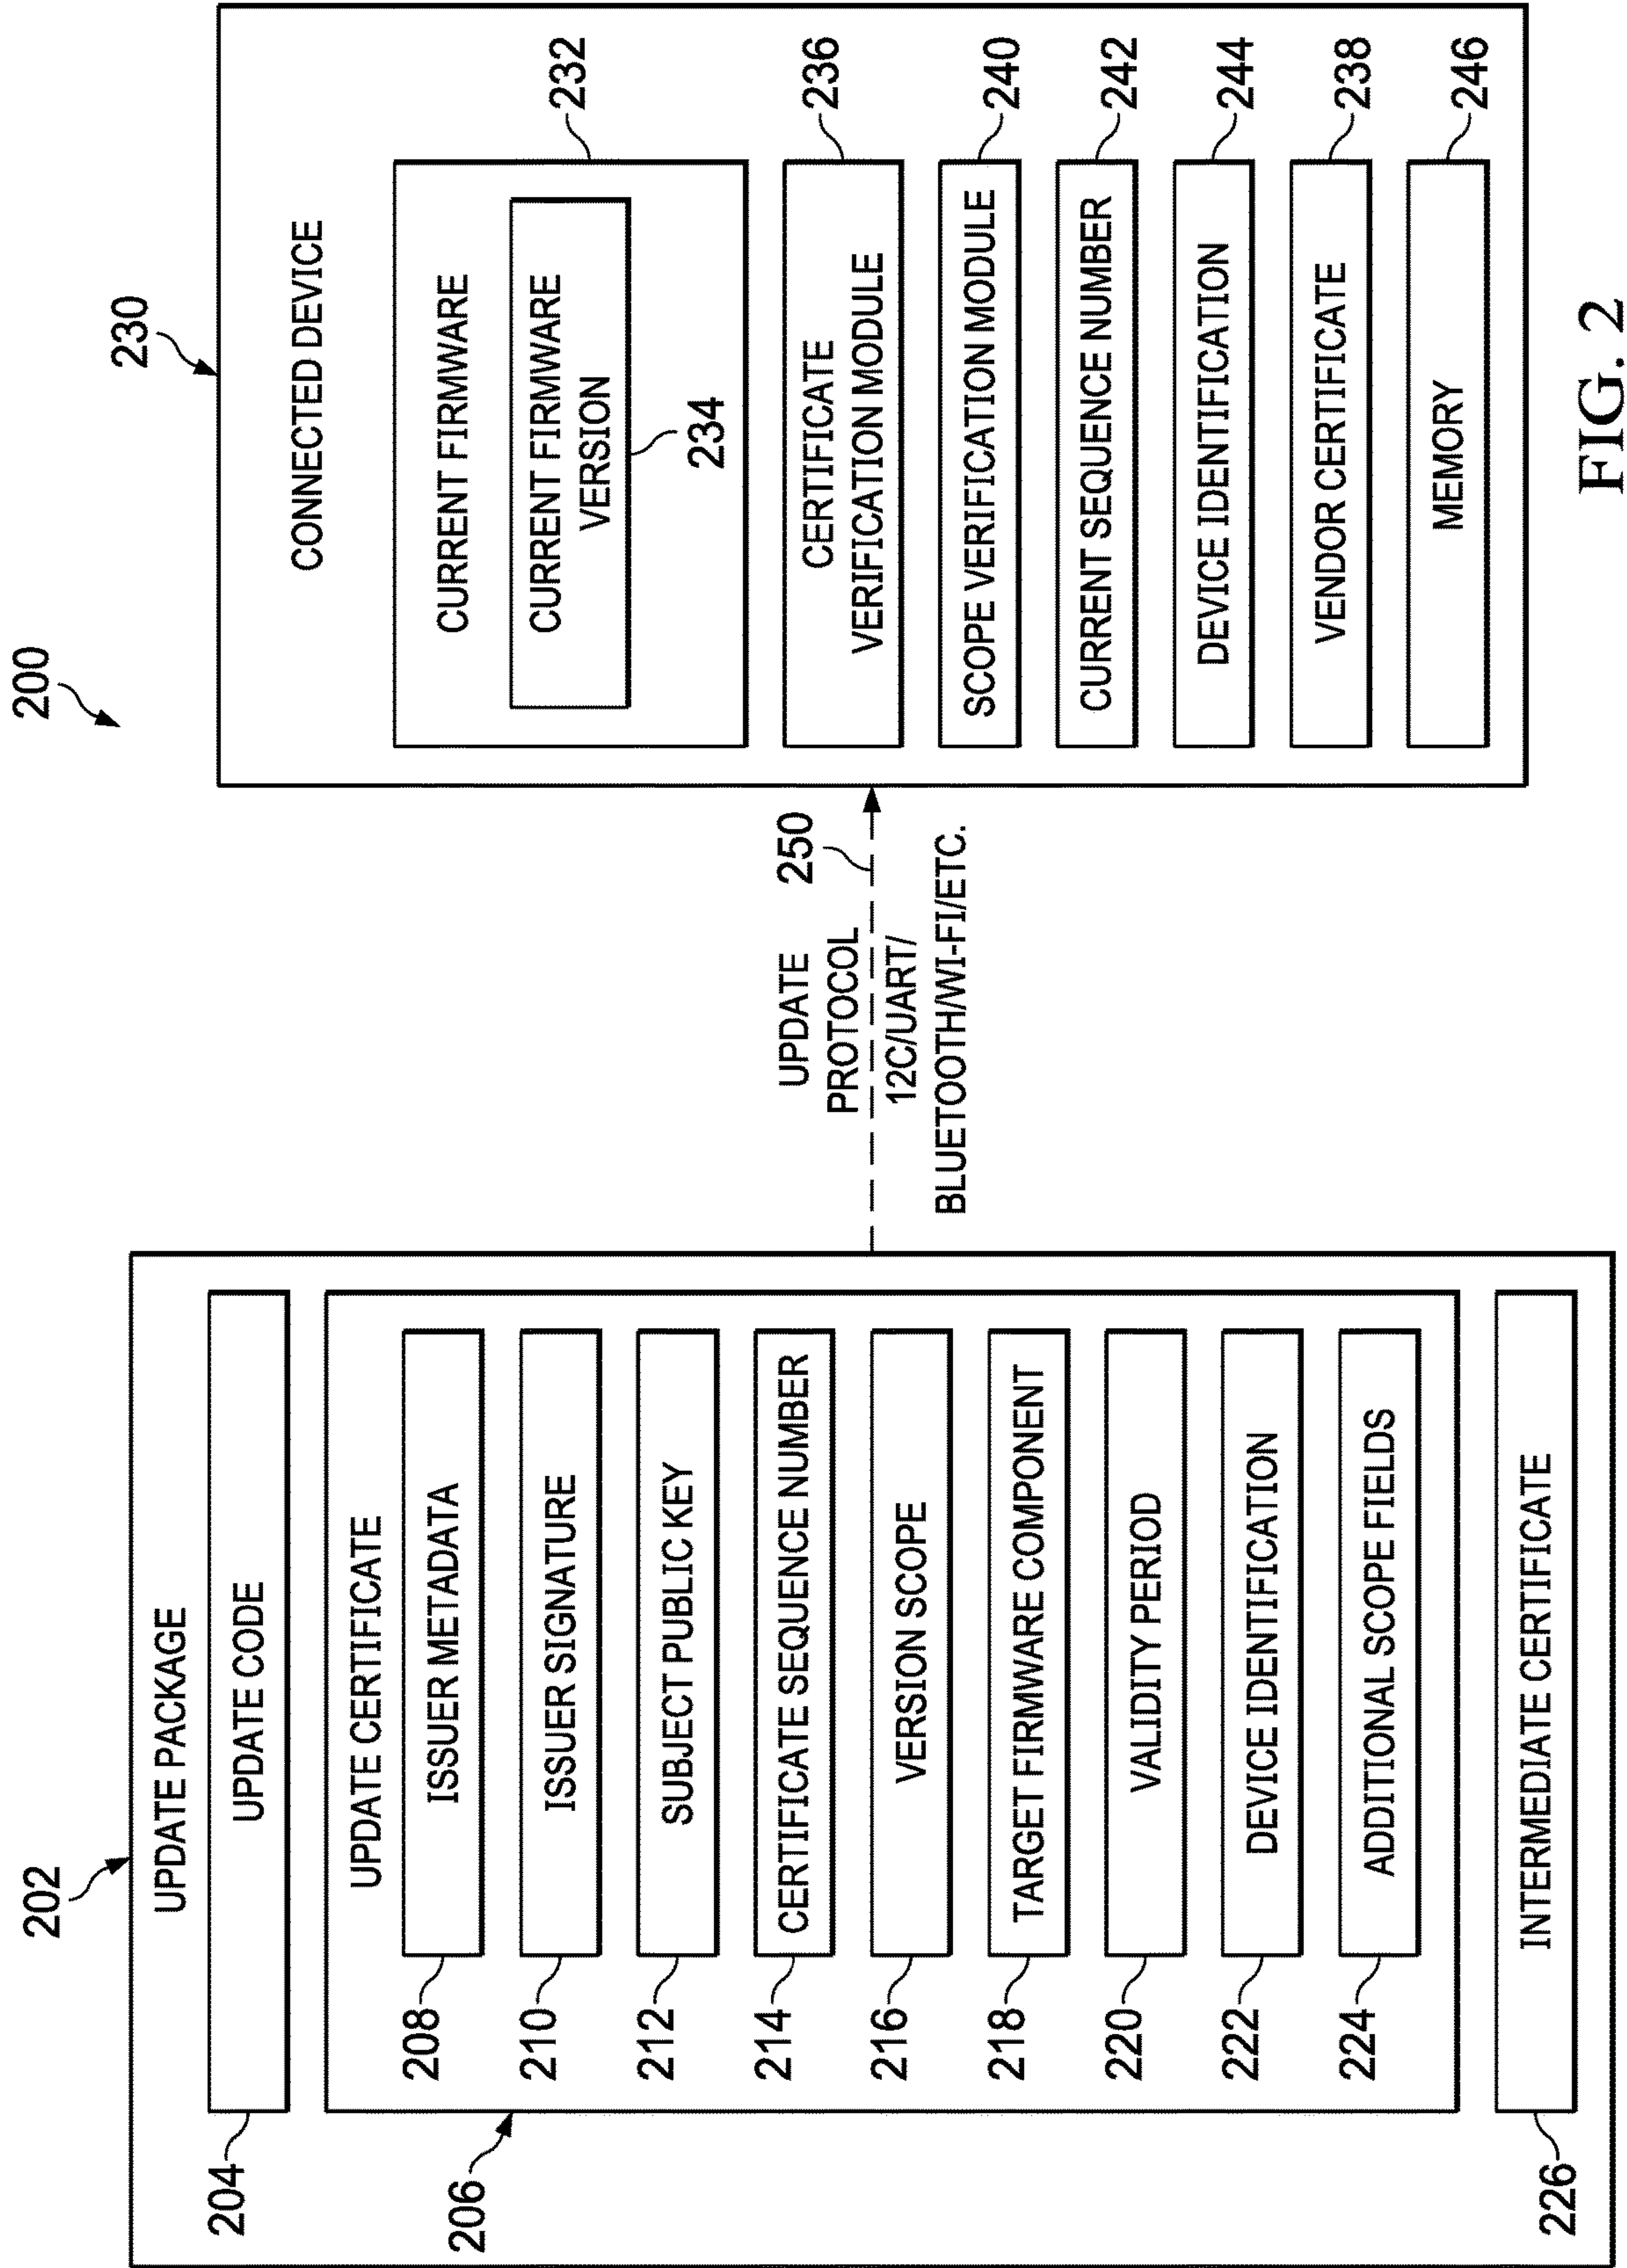 200
202
UPDATE PACKAGE
204
UPDATE CODE
206
UPDATE CERTIFICATE
208
ISSUER METADATA
210
ISSUER SIGNATURE
212
SUBJECT PUBLIC KEY
214
CERTIFICATE SEQUENCE NUMBER
216
VERSION SCOPE
218
TARGET FIRMWARE COMPONENT
220
VALIDITY PERIOD
222
DEVICE IDENTIFICATION
224
ADDITIONAL SCOPE FIELDS
226
INTERMEDIATE CERTIFICATE
UPDATE
PROTOCOL
250
12C/UART/
BLUETOOTH/WI-FI/ETC.
230
CONNECTED DEVICE
CURRENT FIRMWARE
232
CURRENT FIRMWARE
VERSION
234
CERTIFICATE
VERIFICATION MODULE
236
SCOPE VERIFICATION MODULE
240
CURRENT SEQUENCE NUMBER
242
DEVICE IDENTIFICATION
244
VENDOR CERTIFICATE
238
MEMORY
246
FIG. 2